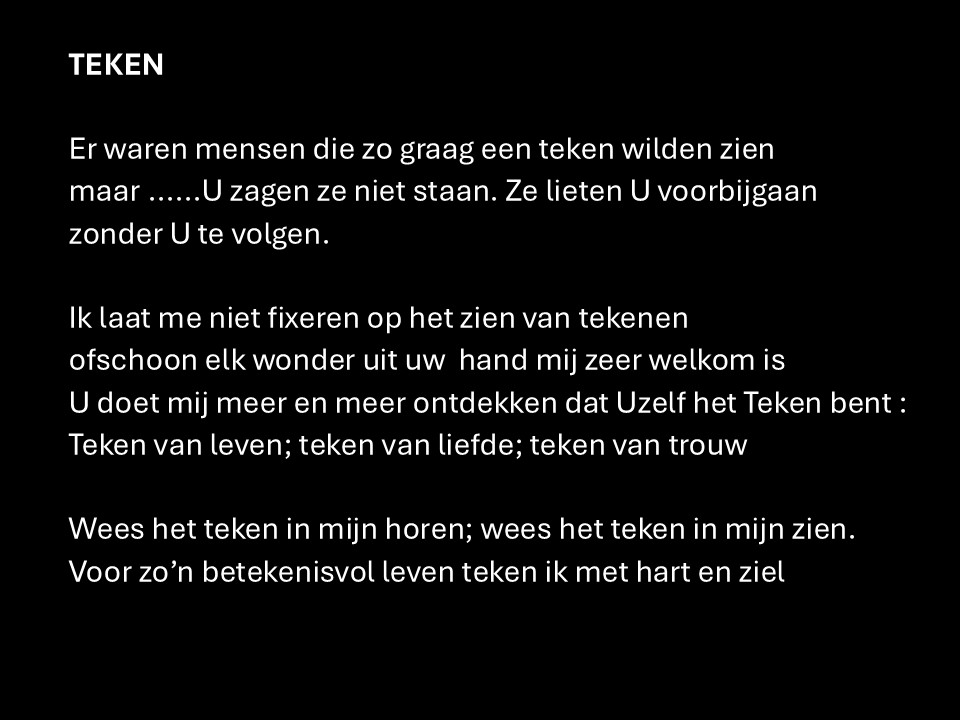 TEKEN
Er waren mensen die zo graag een teken wilden zien
maar ......U zagen ze niet staan. Ze lieten U voorbijgaan
zonder U te volgen.
Ik laat me niet fixeren op het zien van tekenen
ofschoon elk wonder uit uw  hand mij zeer welkom is
U doet mij meer en meer ontdekken dat Uzelf het Teken bent :
Teken van leven; teken van liefde; teken van trouw
Wees het teken in mijn horen; wees het teken in mijn zien.
Voor zo’n betekenisvol leven teken ik met hart en ziel